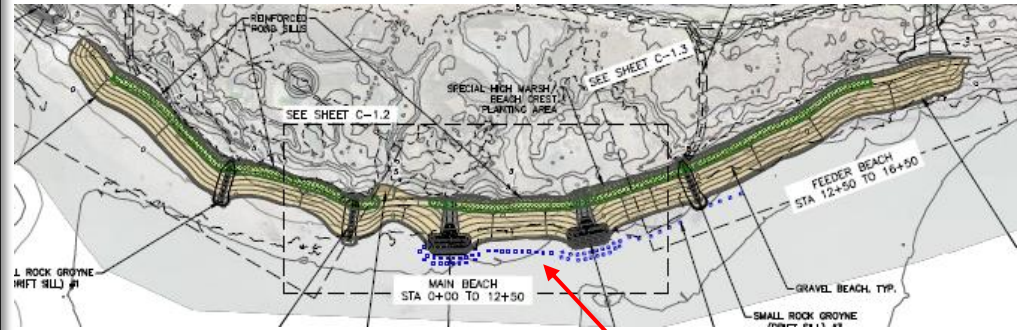 REINFORCED
POND SILLS
SEE SHEET C-1.2
SPECIAL HIGH MARSH/
BEACH CREST
PLANTING AREA
SEE SHEET C-1.3
FEEDER BEACH
STA 12+50 TO 16+50
L ROCK GROYNE
DRIFT SILL) #1
MAIN BEACH
STA 0+00 TO 12+50
GRAVEL BEACH, TYP.
SMALL ROCK GROYNE